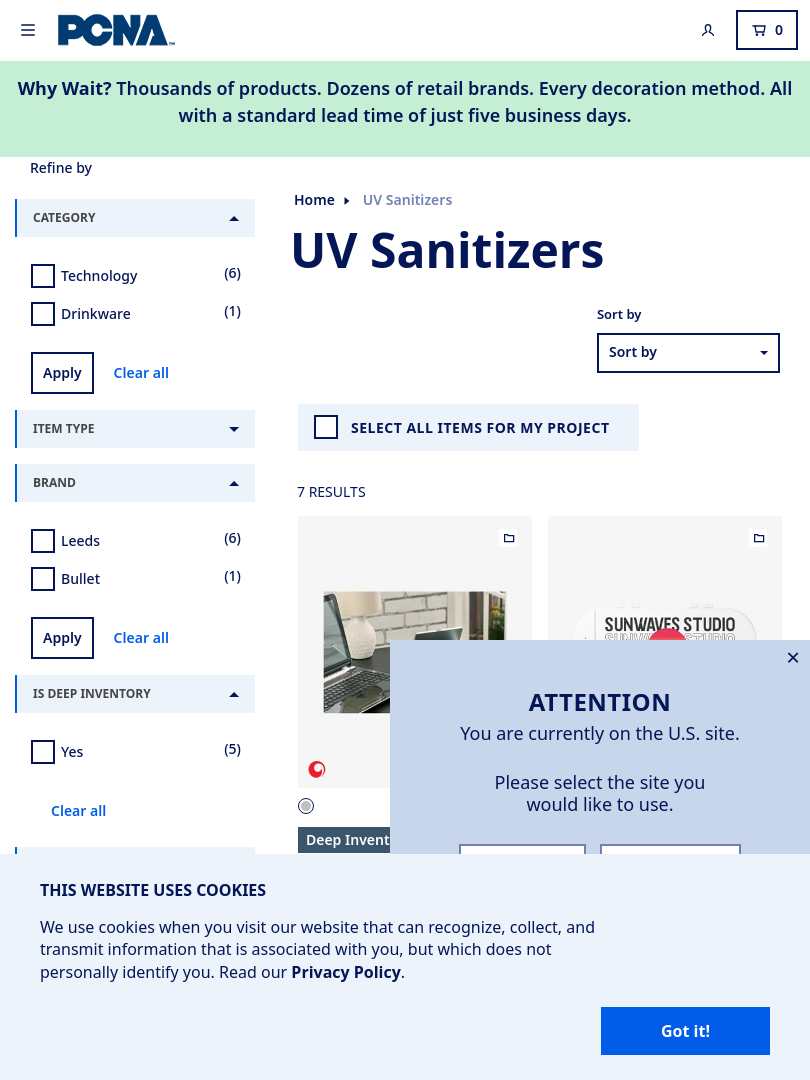 PCNA
0
Why Wait? Thousands of products. Dozens of retail brands. Every decoration method. All
with a standard lead time of just five business days.
Refine by
CATEGORY
Technology (6)
Drinkware (1)
Apply Clear all
ITEM TYPE
BRAND
Leeds (6)
Bullet (1)
Apply Clear all
IS DEEP INVENTORY
Yes (5)
Clear all
Home UV Sanitizers
UV Sanitizers
Sort by
Sort by
SELECT ALL ITEMS FOR MY PROJECT
7 RESULTS
SUNWAVES STUDIO
SUNWAVES STUDIO
Deep Invent
ATTENTION
You are currently on the U.S. site.
Please select the site you
would like to use.
THIS WEBSITE USES COOKIES
We use cookies when you visit our website that can recognize, collect, and
transmit information that is associated with you, but which does not
personally identify you. Read our Privacy Policy.
Got it!